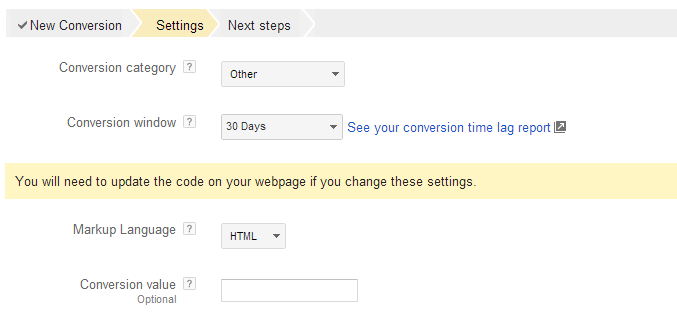 ✔ New Conversion Settings Next steps
Conversion category ? Other
Conversion window ? 30 Days See your conversion time lag report
You will need to update the code on your webpage if you change these settings.
Markup Language ? HTML
Conversion value ?
Optional